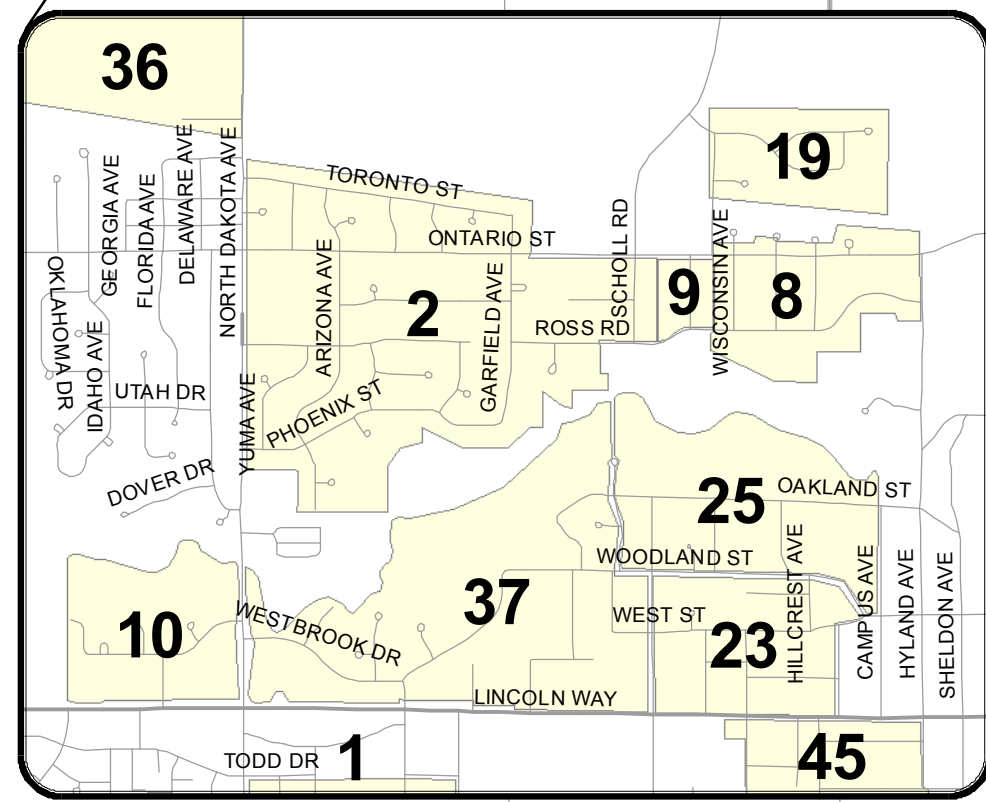 36
19
TORONTO ST
GEORGIA AVE
FLORIDA AVE
DELAWARE AVE
NORTH DAKOTA AVE
ONTARIO ST
SCHOLL RD
WISCONSIN AVE
OKLAHOMA DR
IDAHO AVE
ARIZONA AVE
2
GARFIELD AVE
ROSS RD
9
8
UTAH DR
YUMA AVE
PHOENIX ST
DOVER DR
25
OAKLAND ST
WOODLAND ST
HILLCREST AVE
CAMPUS AVE
HYLAND AVE
SHELDON AVE
10
WESTBROOK DR
37
WEST ST
23
LINCOLN WAY
TODD DR
1
45